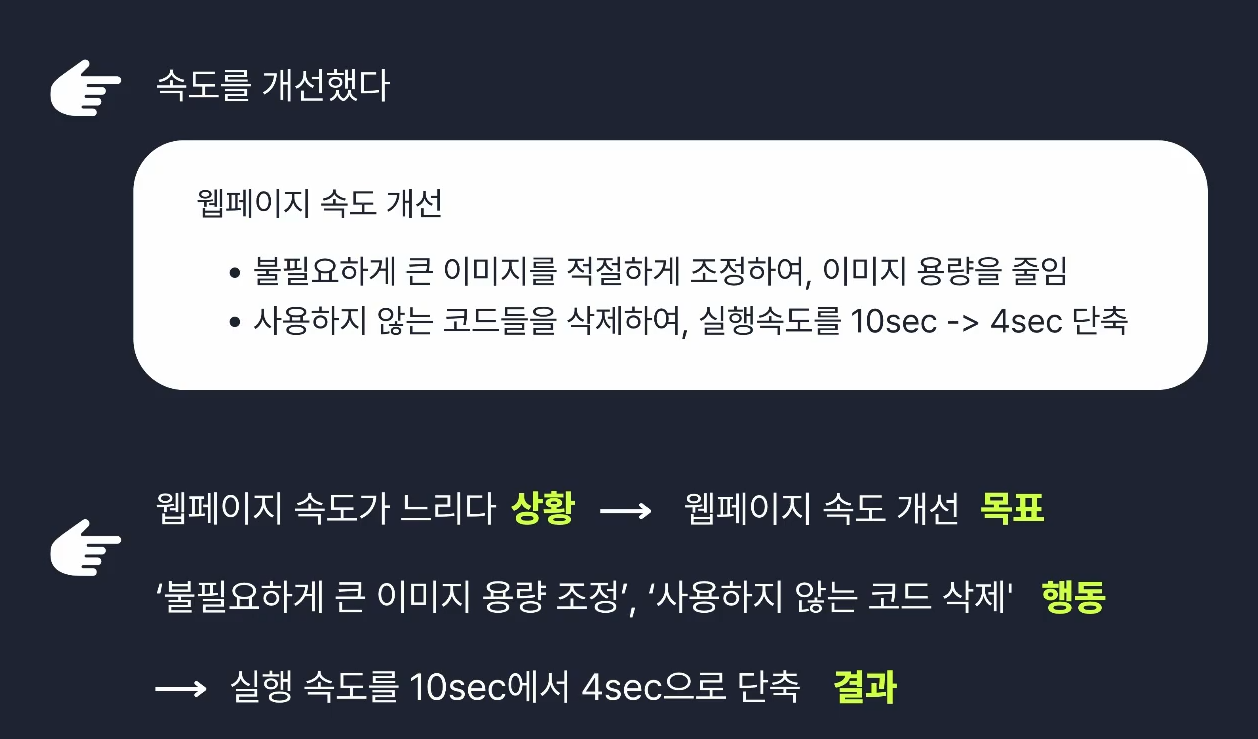 속도를 개선했다
웹페이지 속도 개선
• 불필요하게 큰 이미지를 적절하게 조정하여, 이미지 용량을 줄임
• 사용하지 않는 코드들을 삭제하여, 실행속도를 10sec -> 4sec 단축
웹페이지 속도가 느리다 상황 → 웹페이지 속도 개선 목표
‘불필요하게 큰 이미지 용량 조정’, ‘사용하지 않는 코드 삭제' 행동
→ 실행 속도를 10sec에서 4sec으로 단축 결과